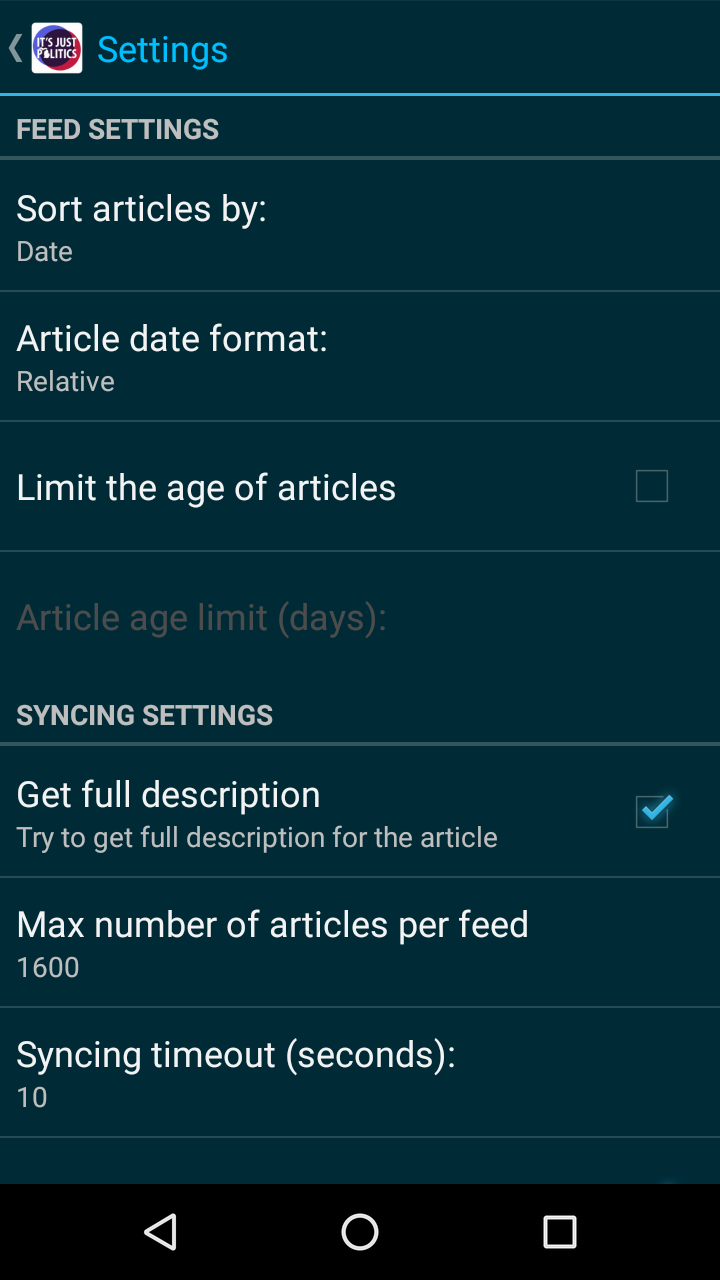 IT'S JUST
POLITICS
Settings
FEED SETTINGS
Sort articles by:
Date
Article date format:
Relative
Limit the age of articles
Article age limit (days):
SYNCING SETTINGS
Get full description
Try to get full description for the article
Max number of articles per feed
1600
Syncing timeout (seconds):
10